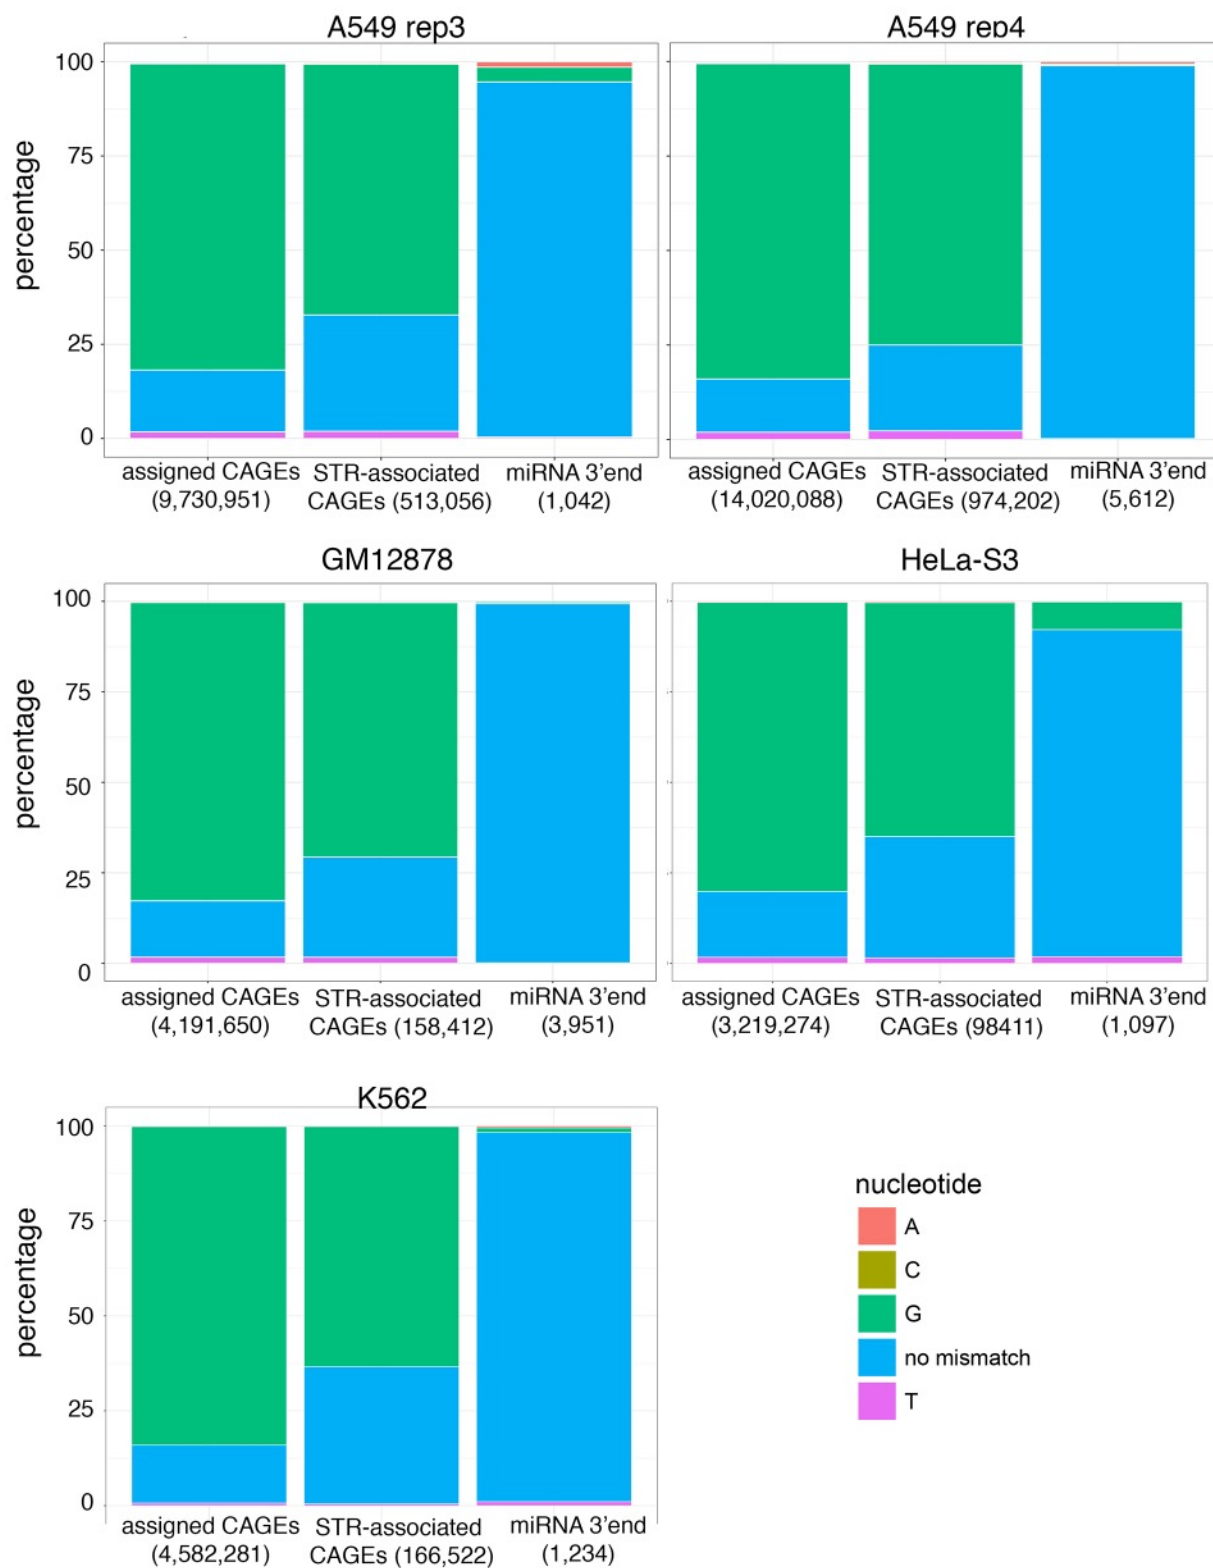 A549 rep3
A549 rep4
percentage
100
75
50
25
0
assigned CAGEs
(9,730,951)
STR-associated
CAGEs (513,056)
miRNA 3’end
(1,042)
assigned CAGEs
(14,020,088)
STR-associated
CAGEs (974,202)
miRNA 3’end
(5,612)
GM12878
HeLa-S3
percentage
100
75
50
25
0
assigned CAGEs
(4,191,650)
STR-associated
CAGEs (158,412)
miRNA 3’end
(3,951)
assigned CAGEs
(3,219,274)
STR-associated
CAGEs (98411)
miRNA 3’end
(1,097)
K562
percentage
100
75
50
25
0
assigned CAGEs
(4,582,281)
STR-associated
CAGEs (166,522)
miRNA 3’end
(1,234)
nucleotide
A
C
G
no mismatch
T